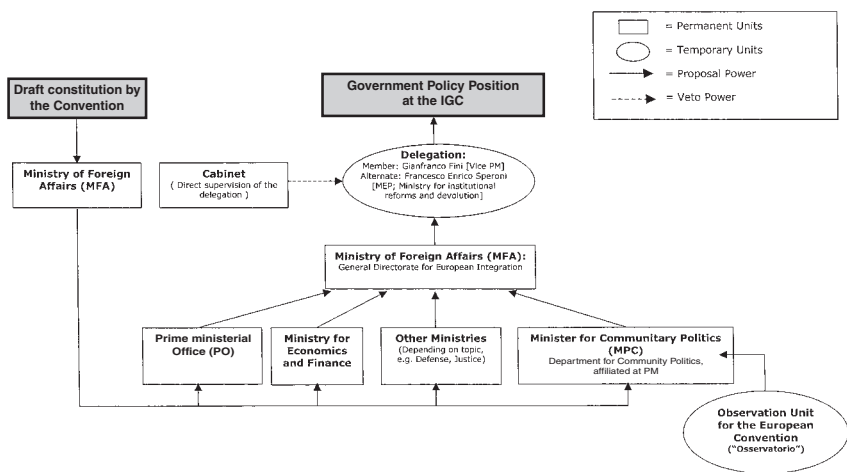 = Permanent Units
= Temporary Units
= Proposal Power
= Veto Power
Draft constitution by
the Convention
Government Policy Position
at the IGC
Ministry of Foreign
Affairs (MFA)
Cabinet
( Direct supervision of the
delegation )
Delegation:
Member: Gianfranco Fini [Vice PM]
Alternate: Francesco Enrico Speroni
[MEP; Ministry for institutional
reforms and devolution]
Ministry of Foreign Affairs (MFA):
General Directorate for European Integration
Prime ministerial
Office (PO)
Ministry for
Economics
and Finance
Other Ministries
(Depending on topic,
e.g. Defense, Justice)
Minister for Communitary Politics
(MPC)
Department for Community Politics,
affiliated at PM
Observation Unit
for the European
Convention
("Osservatorio")